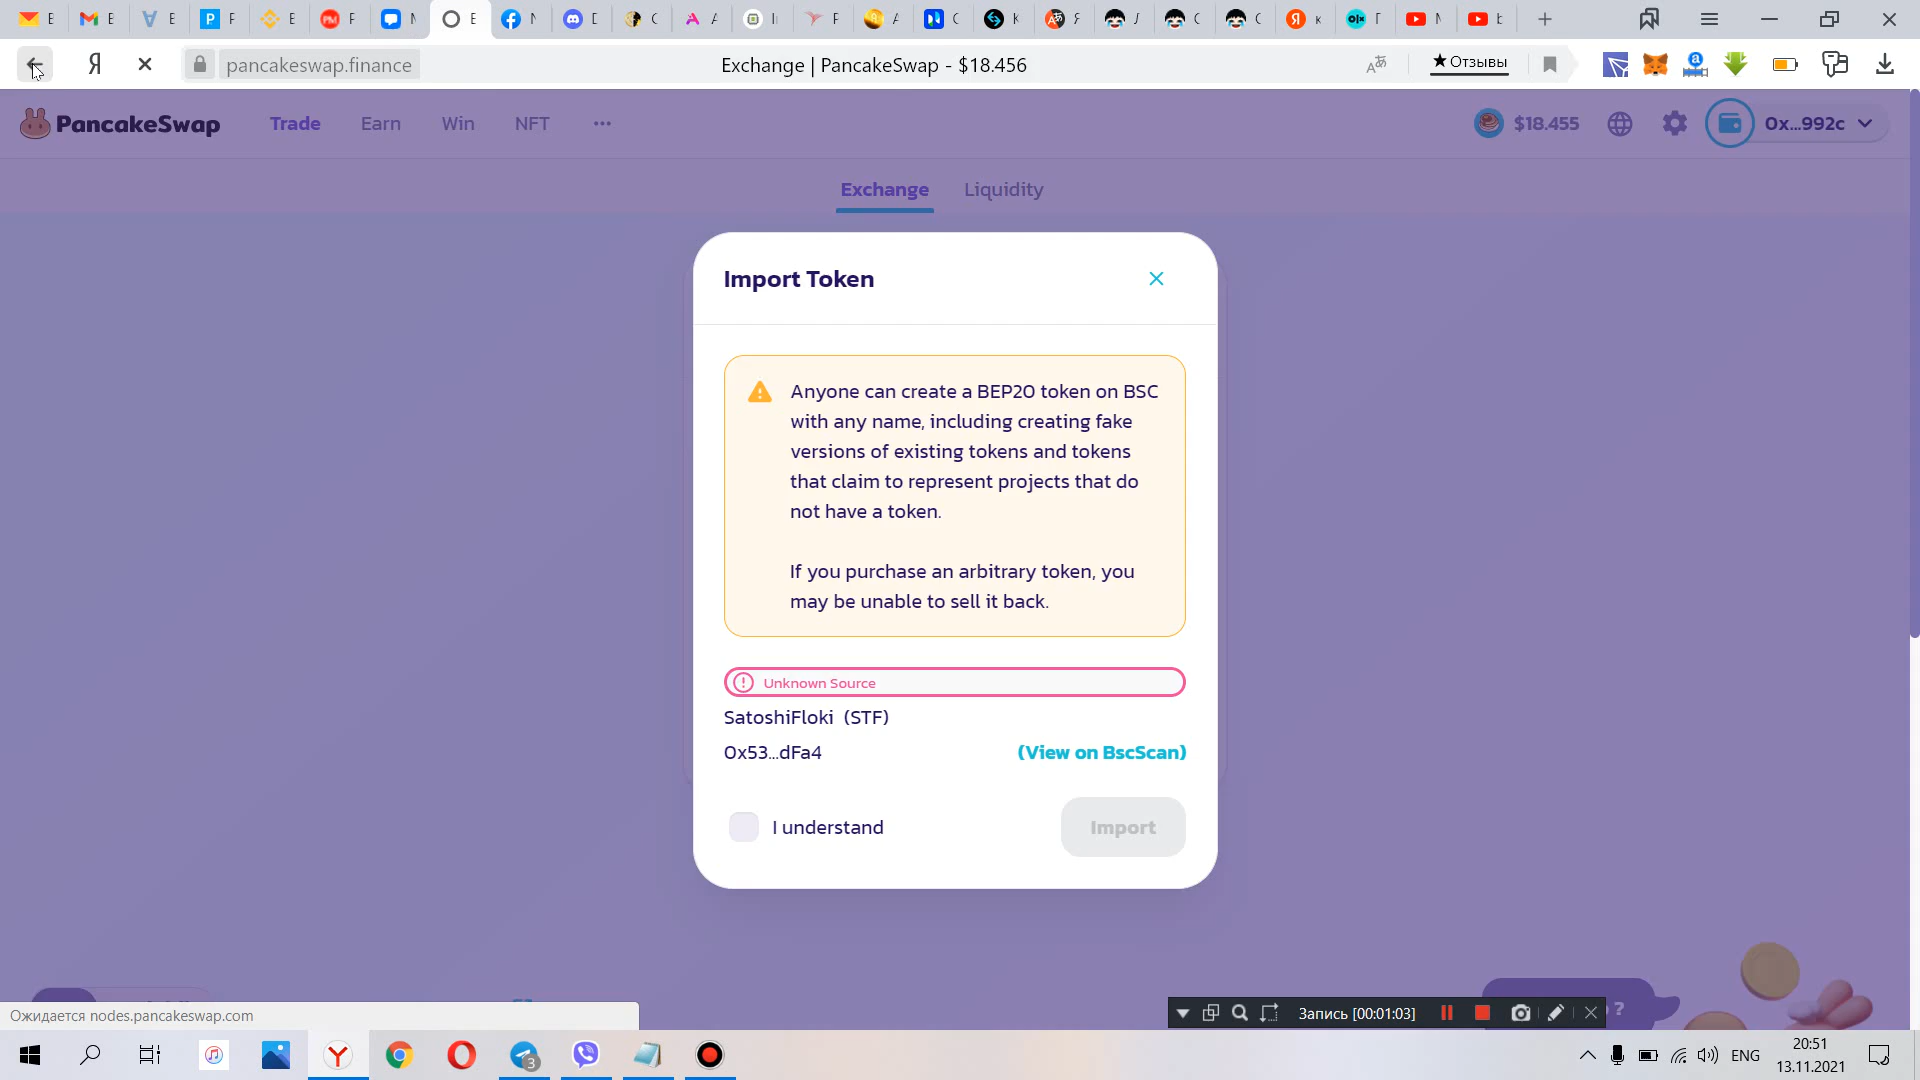 Я
pancakeswap.finance
Exchange | PancakeSwap - $18.456
Отзывы
PancakeSwap
Trade
Earn
Win
NFT
$18.455
0x...992c
Exchange
Liquidity
Import Token
Anyone can create a BEP20 token on BSC
with any name, including creating fake
versions of existing tokens and tokens
that claim to represent projects that do
not have a token.
If you purchase an arbitrary token, you
may be unable to sell it back.
Unknown Source
SatoshiFloki (STF)
0x53...dFa4
(View on BscScan)
I understand
Import
Ожидается nodes.pancakeswap.com
Запись [00:01:03]
?
3
ENG
20:51
13.11.2021